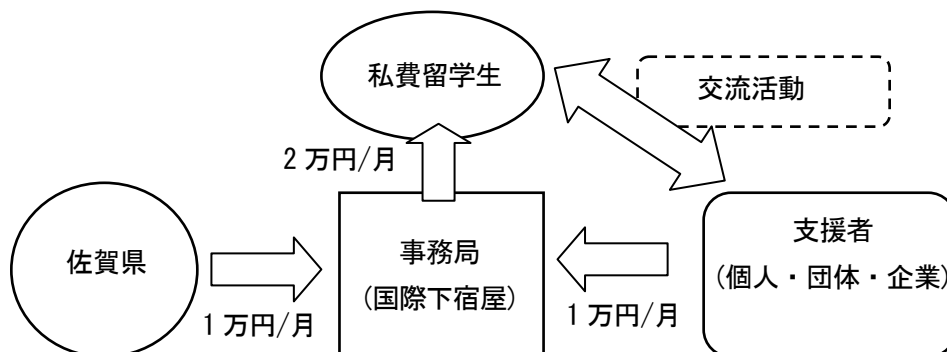 私費留学生
交流活動
2万円/月
佐賀県
事務局
(国際下宿屋)
支援者
(個人・団体・企業)
1万円/月
1万円/月